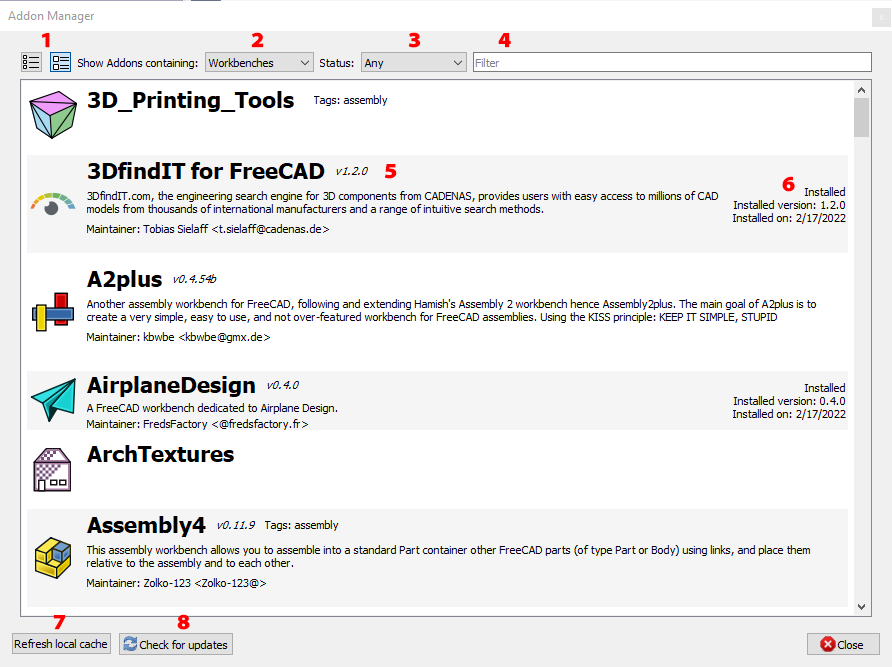 Addon Manager
1 2 3 4
Show Addons containing: Workbenches Status: Any Filter
3D_Printing_Tools Tags: assembly
3DfindIT for FreeCAD v1.2.0 5
6
3DfindIT.com, the engineering search engine for 3D components from CADENAS, provides users with easy access to millions of CAD
models from thousands of international manufacturers and a range of intuitive search methods.
Maintainer: Tobias Sielaff <t.sielaff@cadenas.de>
Installed
Installed version: 1.2.0
Installed on: 2/17/2022
A2plus v0.4.54b
Another assembly workbench for FreeCAD, following and extending Hamish's Assembly 2 workbench hence Assembly2plus. The main goal of A2plus is to
create a very simple, easy to use, and not over-featured workbench for FreeCAD assemblies. Using the KISS principle: KEEP IT SIMPLE, STUPID
Maintainer: kbwbe <kbwbe@gmx.de>
AirplaneDesign v0.4.0
A FreeCAD workbench dedicated to Airplane Design.
Maintainer: FredsFactory <@fredsfactory.fr>
Installed
Installed version: 0.4.0
Installed on: 2/17/2022
ArchTextures
Assembly4 v0.11.9 Tags: assembly
This assembly workbench allows you to assemble into a standard Part container other FreeCAD parts (of type Part or Body) using links, and place them
relative to the assembly and to each other.
Maintainer: Zolko-123 <Zolko-123@>
7 8
Refresh local cache Check for updates Close